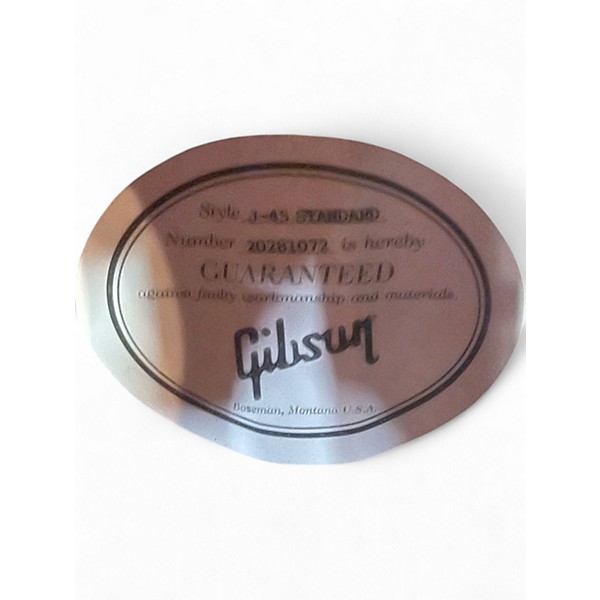 Style J-45 STANDARD
Number 20281072 is hereby
GUARANTEED
against faulty workmanship and materials.
Gibson
Bozeman, Montana U.S.A.